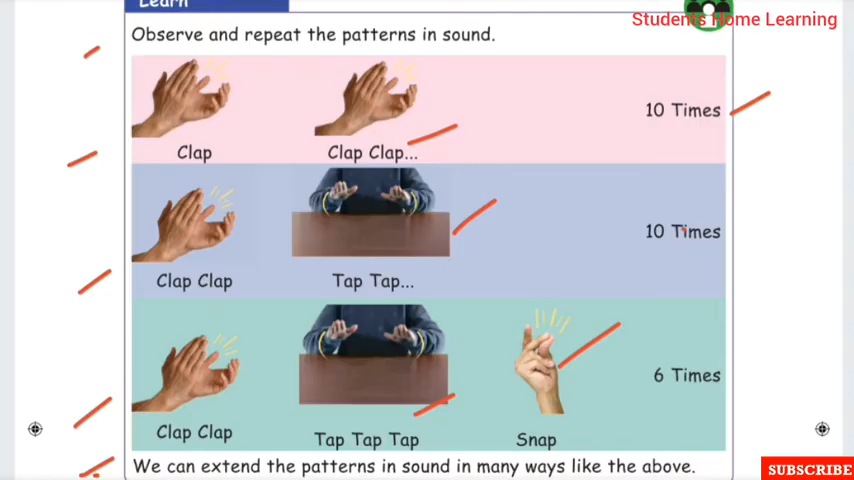 Learn
Students Home Learning
Observe and repeat the patterns in sound.
10 Times
Clap Clap Clap...
10 Times
Clap Clap Tap Tap...
6 Times
Clap Clap Tap Tap Tap Snap
We can extend the patterns in sound in many ways like the above.
SUBSCRIBE